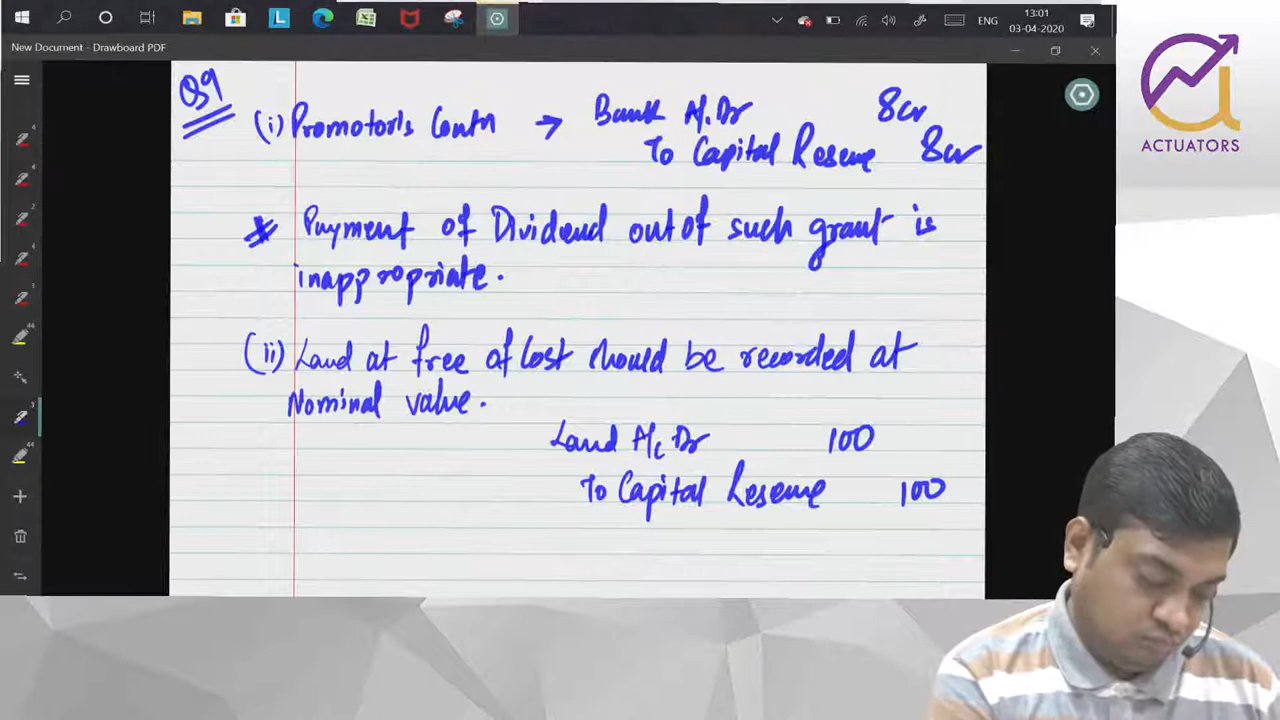 13:01
ENG
03-04-2020
New Document - Drawboard PDF
ACTUATORS
Q9
(i) Promotor's Contn → Bank A/c Dr 8cr
To Capital Reserve 8cr
* Payment of Dividend out of such grant is
inappropriate.
(ii) Land at free of cost should be recorded at
Nominal value.
Land A/c Dr 100
To Capital Reserve 100